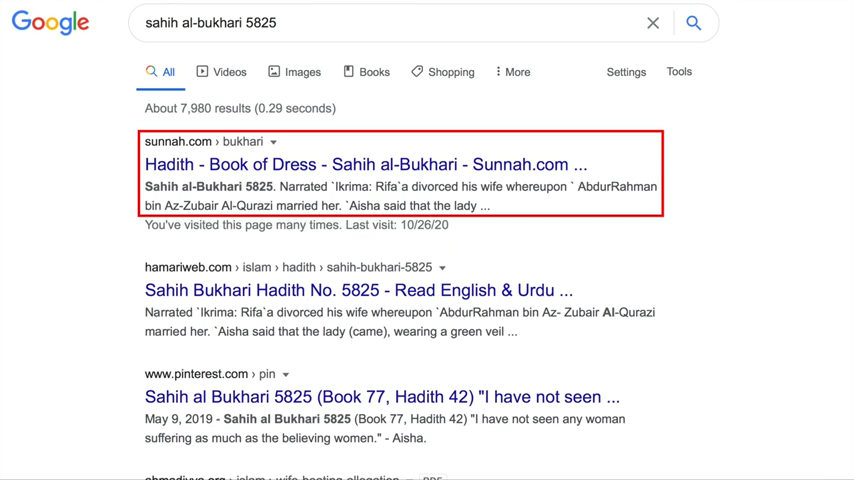 Google
sahih al-bukhari 5825
All Videos Images Books Shopping More Settings Tools
About 7,980 results (0.29 seconds)
sunnah.com › bukhari
Hadith - Book of Dress - Sahih al-Bukhari - Sunnah.com ...
Sahih al-Bukhari 5825. Narrated `Ikrima: Rifa`a divorced his wife whereupon ` AbdurRahman
bin Az-Zubair Al-Qurazi married her. `Aisha said that the lady ...
You've visited this page many times. Last visit: 10/26/20
hamariweb.com › islam › hadith › sahih-bukhari-5825
Sahih Bukhari Hadith No. 5825 - Read English & Urdu ...
Narrated `Ikrima: Rifa`a divorced his wife whereupon `AbdurRahman bin Az- Zubair Al-Qurazi
married her. `Aisha said that the lady (came), wearing a green veil ...
www.pinterest.com › pin
Sahih al Bukhari 5825 (Book 77, Hadith 42) "I have not seen ...
May 9, 2019 - Sahih al Bukhari 5825 (Book 77, Hadith 42) "I have not seen any woman
suffering as much as the believing women." - Aisha.